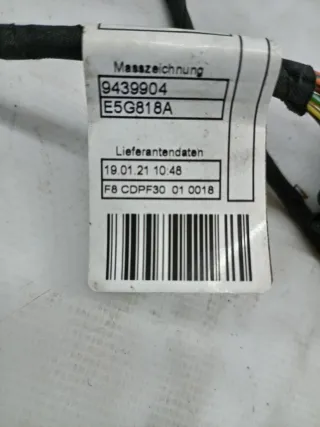 Masszeichnung
9439904
E5G818A
Lieferantendaten
19.01.21 10:48
F8 CDPF30 01 0018